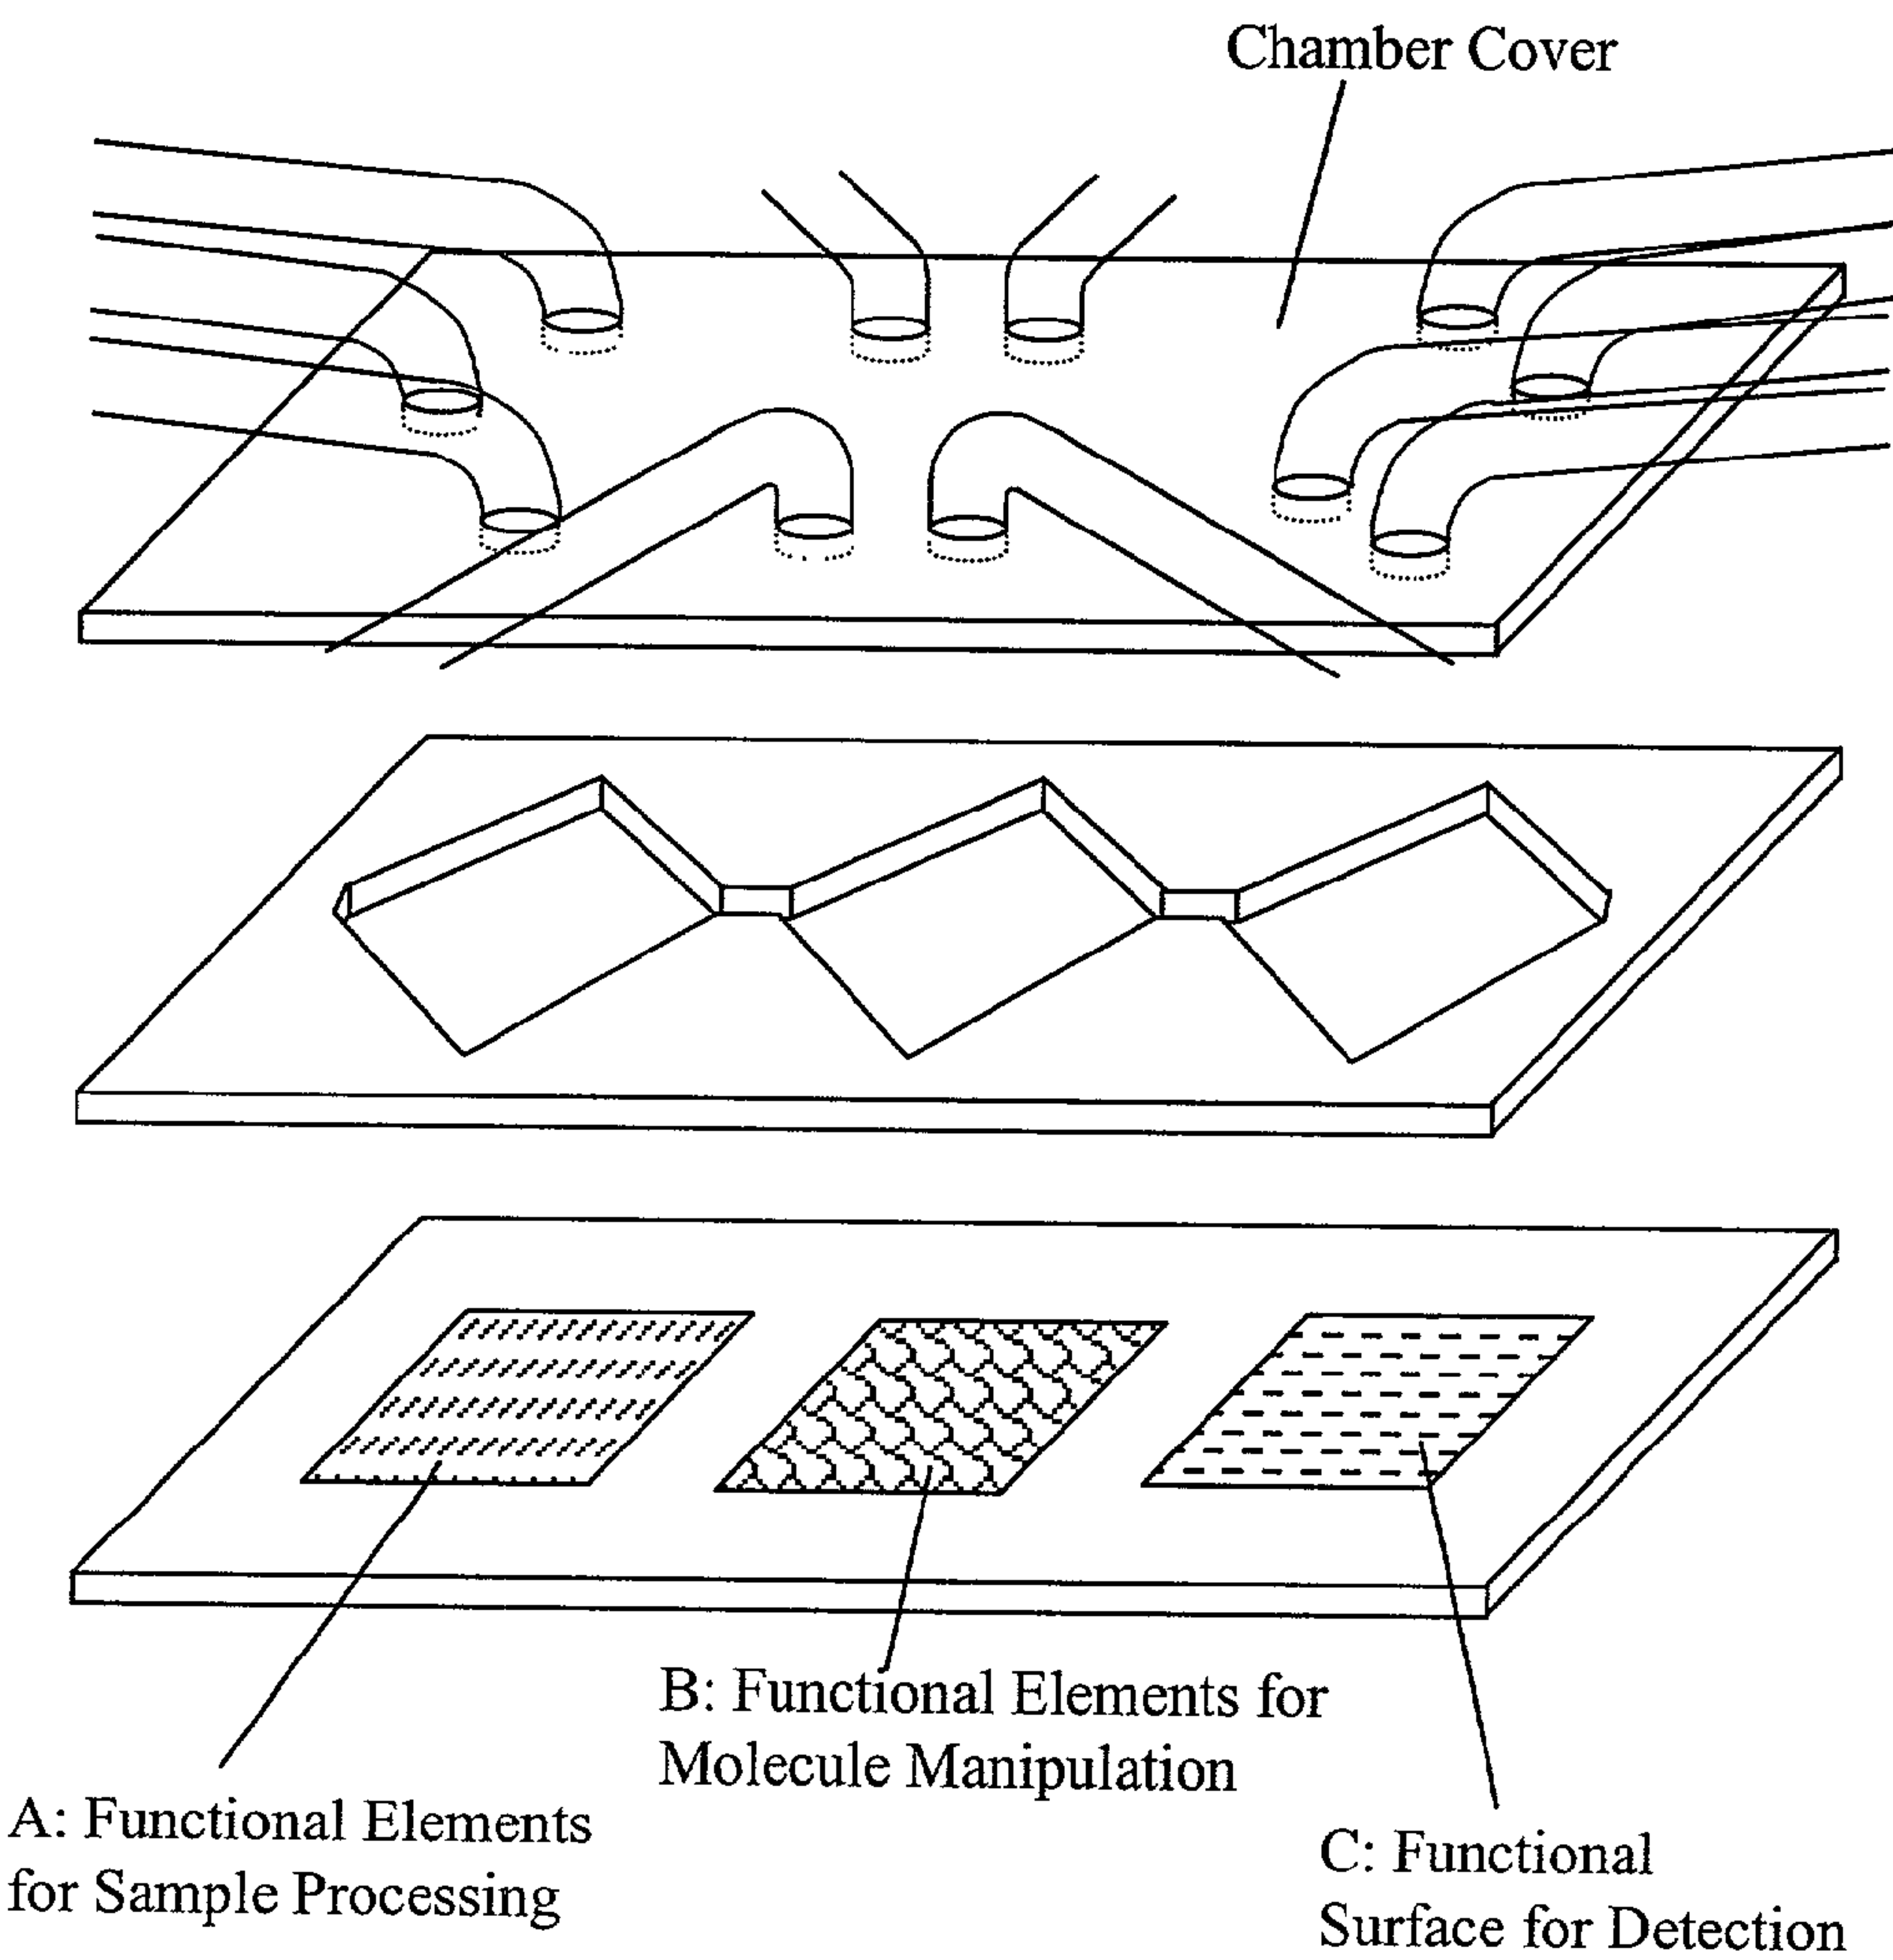 Chamber Cover
B: Functional Elements for
Molecule Manipulation
A: Functional Elements
for Sample Processing
C: Functional
Surface for Detection